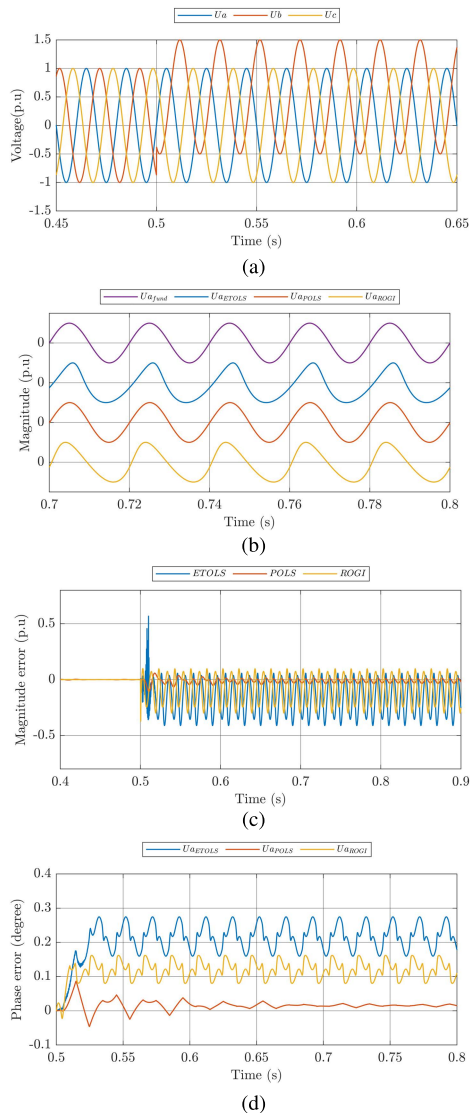 Ua Ub Uc
1.5
1
0.5
0
-0.5
-1
-1.5
Voltage(p.u)
0.45 0.5 0.55 0.6 0.65
Time (s)
(a)
Ua_fund Ua_ETOLS Ua_POLS Ua_ROGI
0
0
0
0
Magnitude (p.u)
0.7 0.72 0.74 0.76 0.78 0.8
Time (s)
(b)
ETOLS POLS ROGI
0.5
0
-0.5
Magnitude error (p.u)
0.4 0.5 0.6 0.7 0.8 0.9
Time (s)
(c)
Ua_ETOLS Ua_POLS Ua_ROGI
0.4
0.3
0.2
0.1
0
-0.1
Phase error (degree)
0.5 0.55 0.6 0.65 0.7 0.75 0.8
Time (s)
(d)